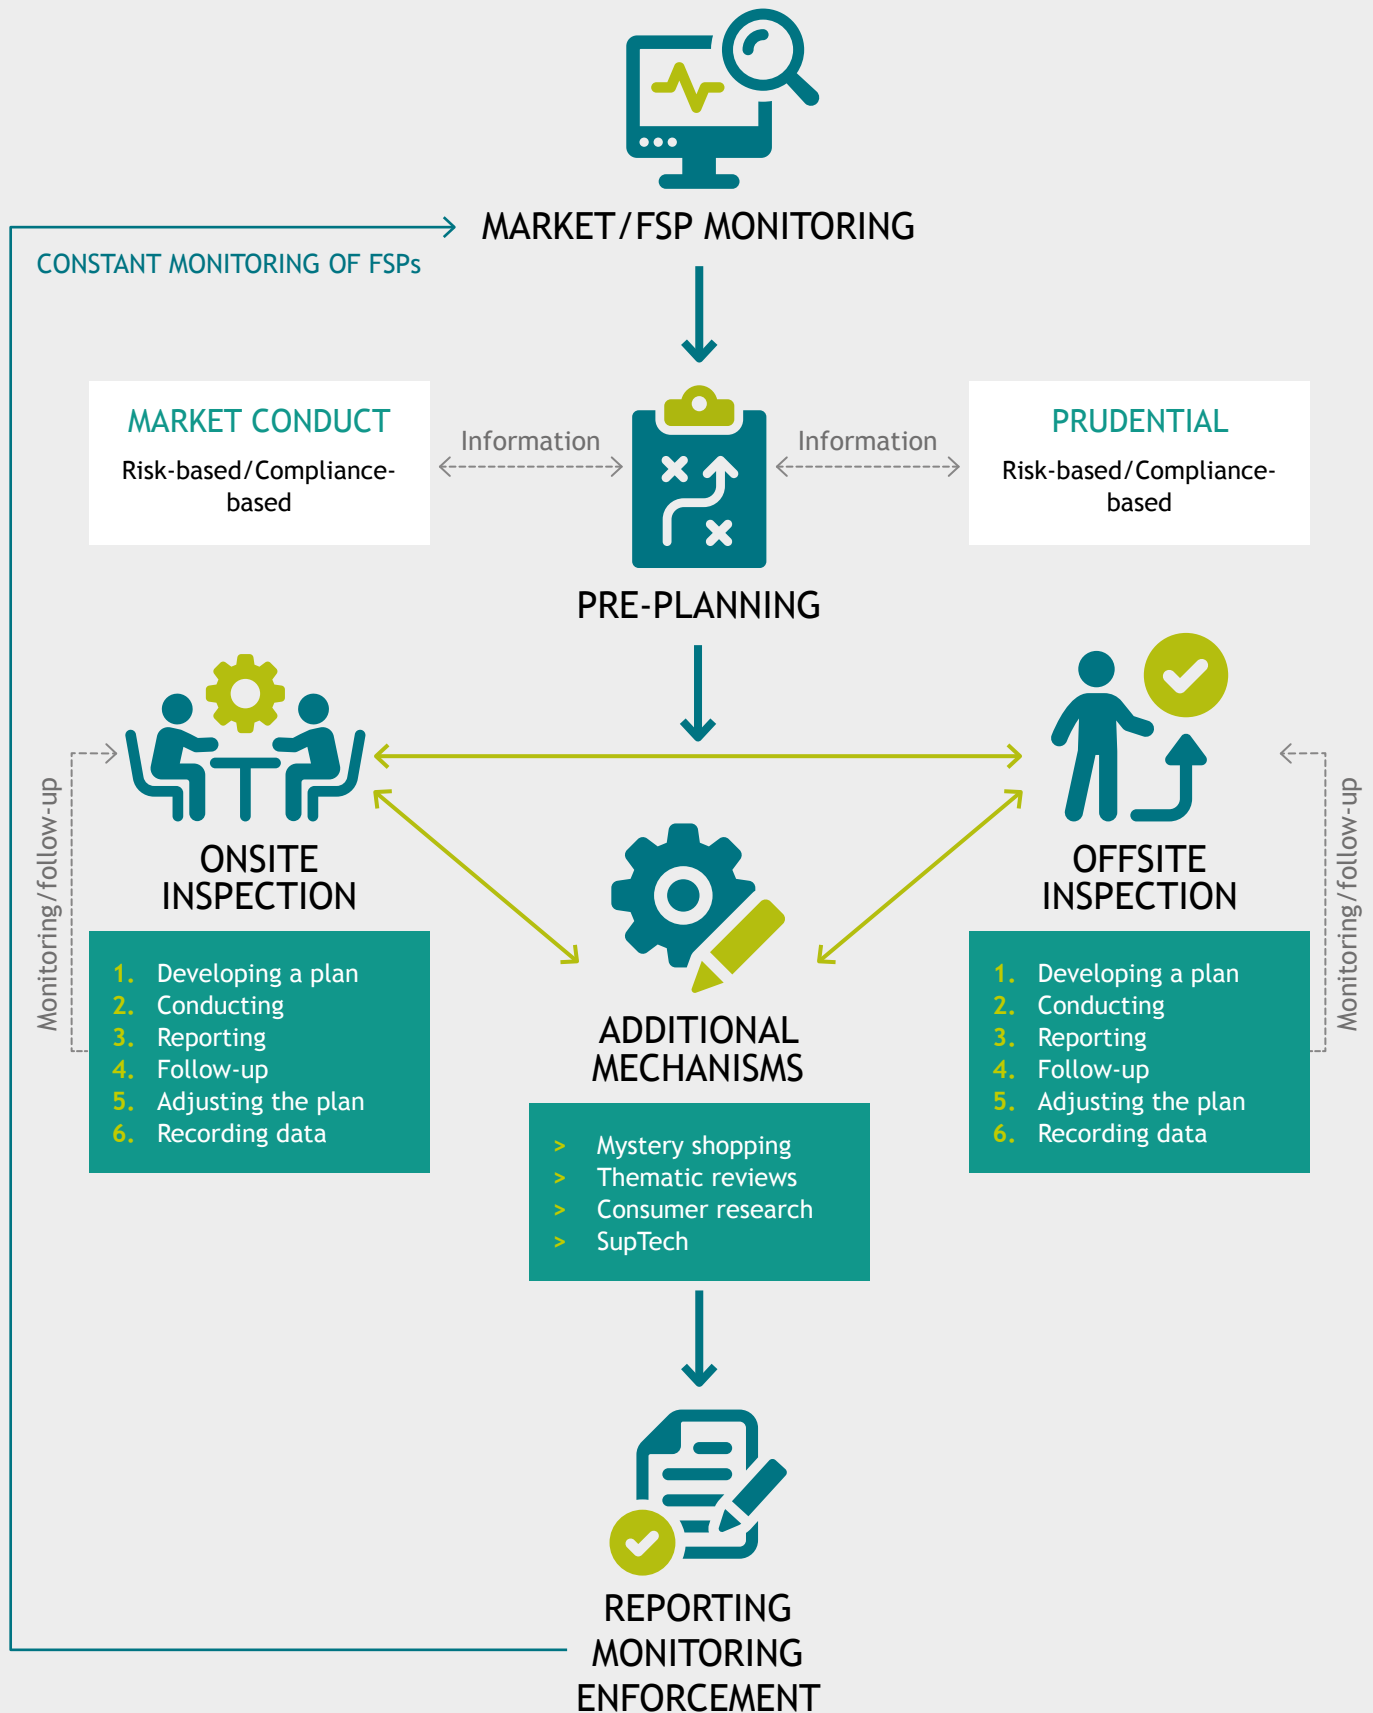 MARKET/FSP MONITORING
CONSTANT MONITORING OF FSPs
MARKET CONDUCT
Risk-based/Compliance-
based
Information
Information
PRUDENTIAL
Risk-based/Compliance-
based
PRE-PLANNING
Monitoring/follow-up
ONSITE
INSPECTION
1. Developing a plan
2. Conducting
3. Reporting
4. Follow-up
5. Adjusting the plan
6. Recording data
OFFSITE
INSPECTION
1. Developing a plan
2. Conducting
3. Reporting
4. Follow-up
5. Adjusting the plan
6. Recording data
Monitoring/follow-up
ADDITIONAL
MECHANISMS
> Mystery shopping
> Thematic reviews
> Consumer research
> SupTech
REPORTING
MONITORING
ENFORCEMENT